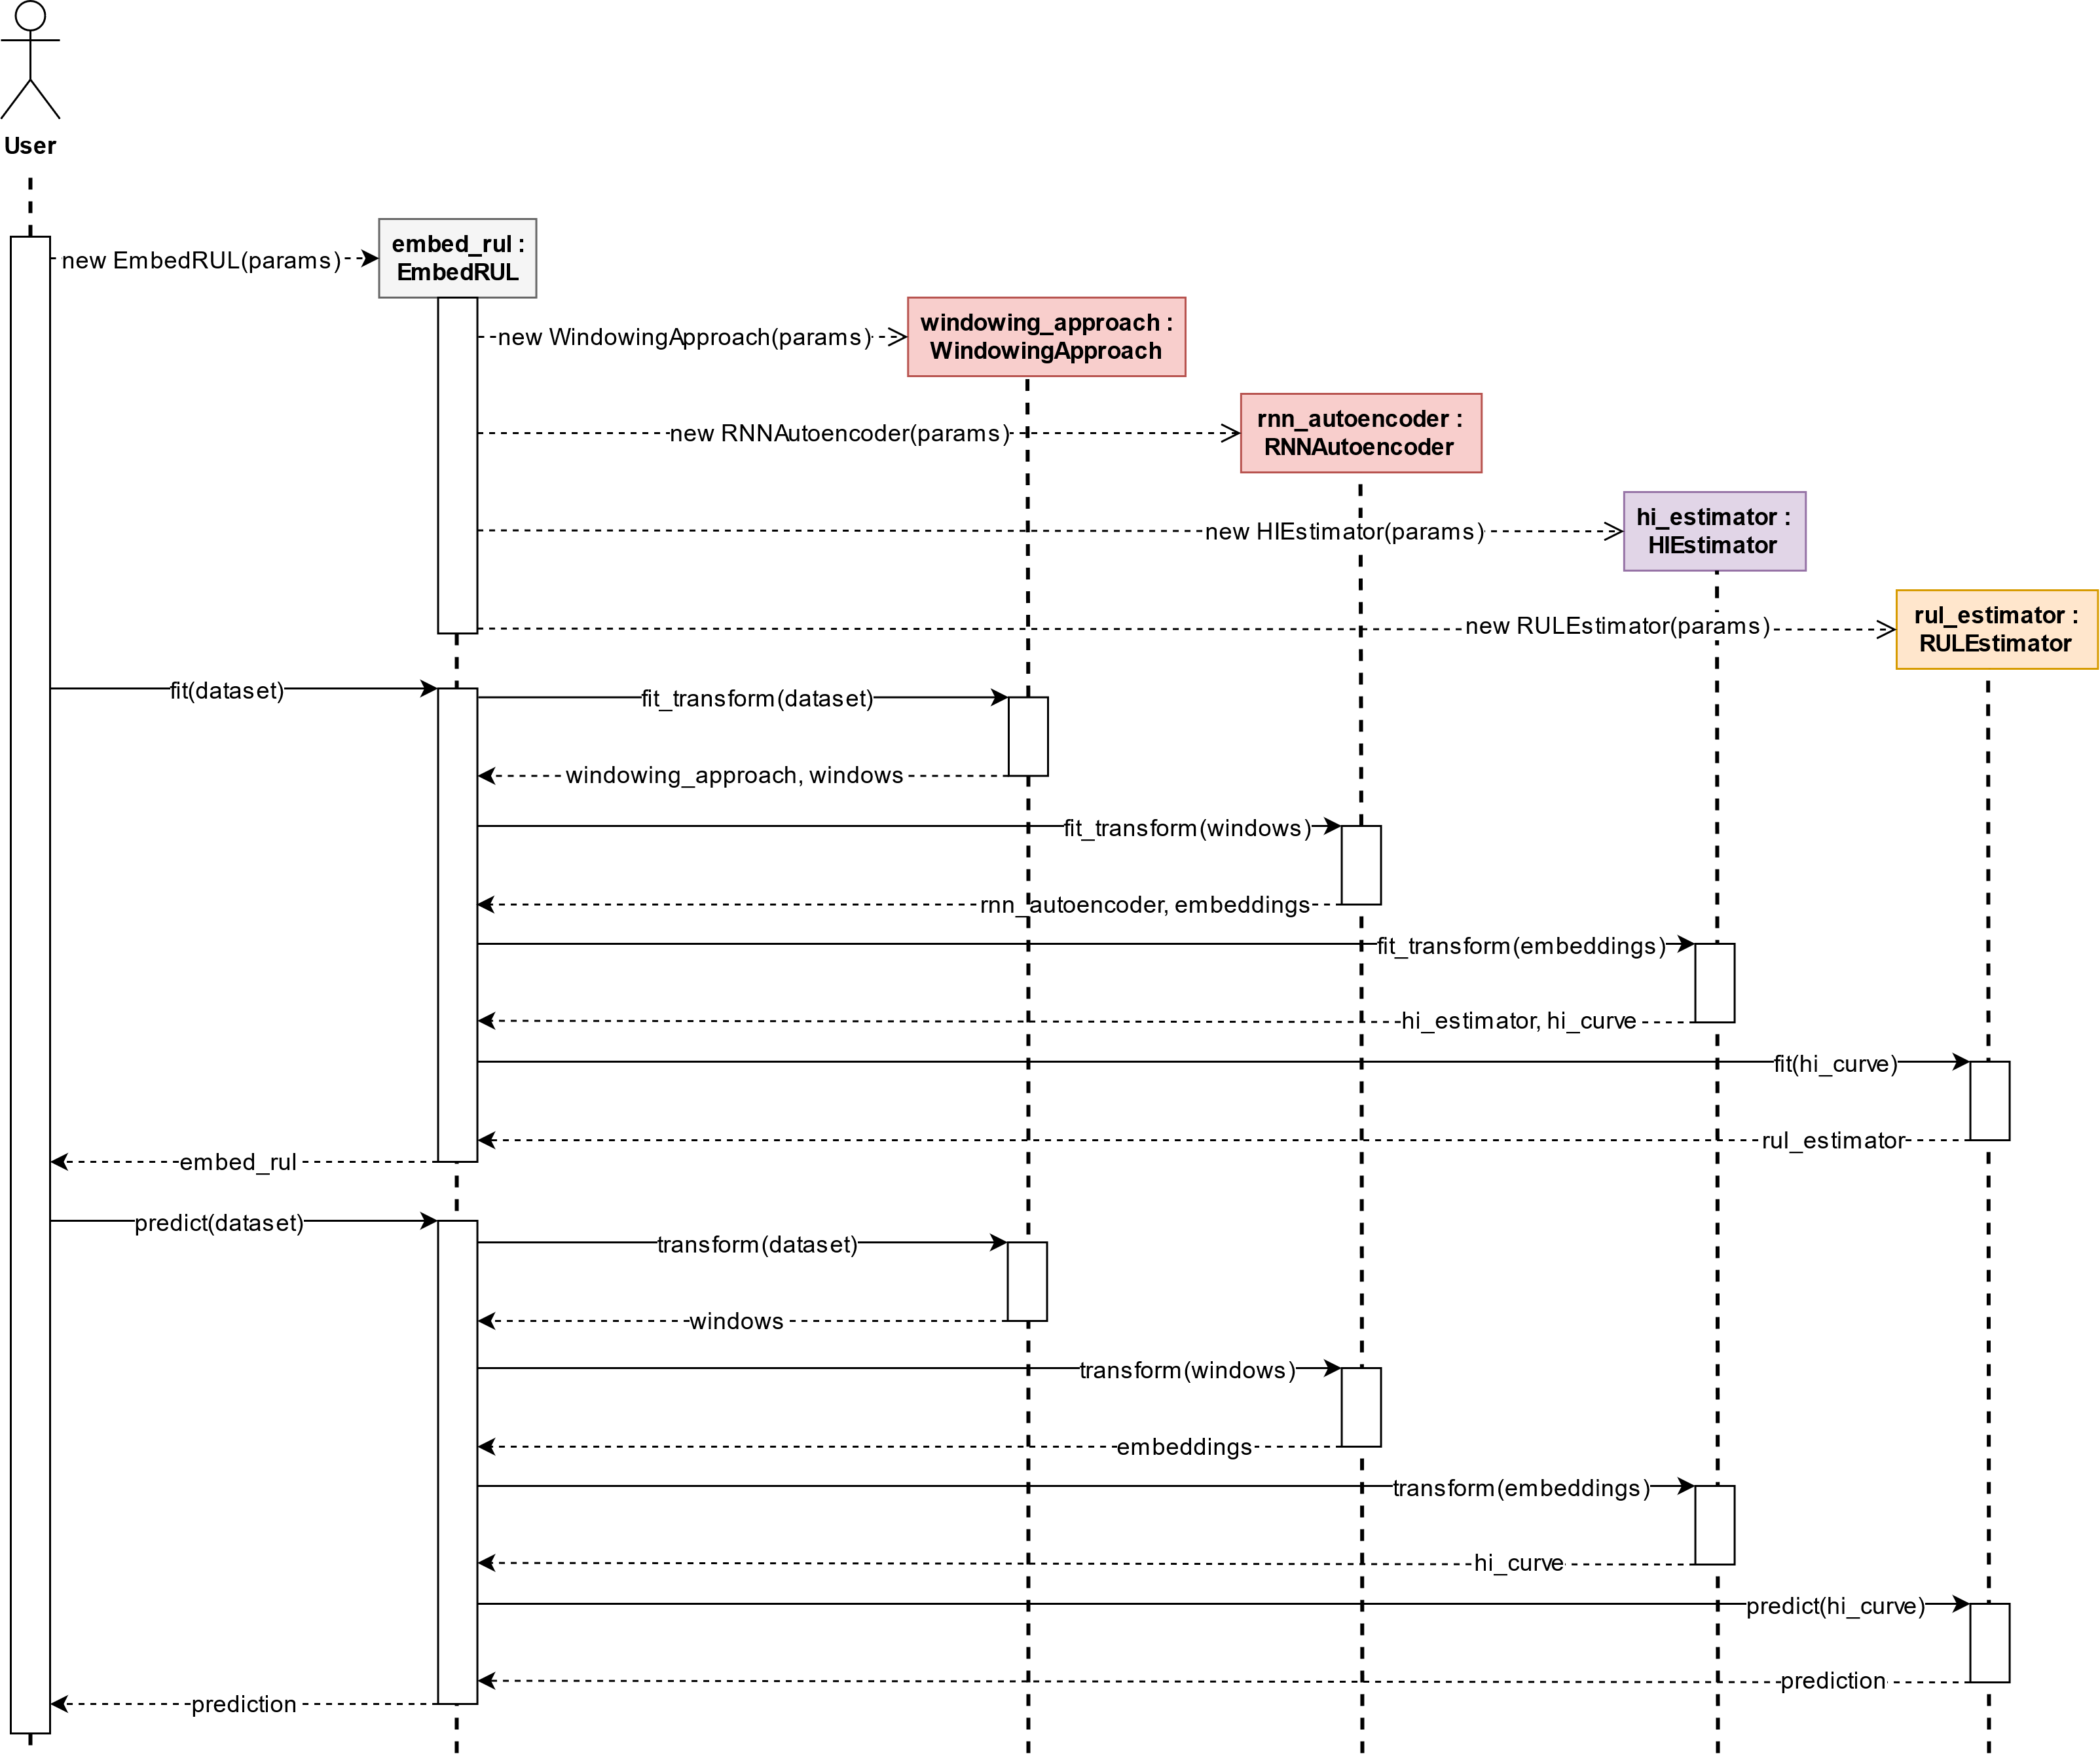 User
new EmbedRUL(params)
embed_rul :
EmbedRUL
new WindowingApproach(params)
windowing_approach :
WindowingApproach
new RNNAutoencoder(params)
rnn_autoencoder :
RNNAutoencoder
new HIEstimator(params)
hi_estimator :
HIEstimator
new RULEstimator(params)
rul_estimator :
RULEstimator
fit(dataset)
fit_transform(dataset)
windowing_approach, windows
fit_transform(windows)
rnn_autoencoder, embeddings
fit_transform(embeddings)
hi_estimator, hi_curve
fit(hi_curve)
rul_estimator
embed_rul
predict(dataset)
transform(dataset)
windows
transform(windows)
embeddings
transform(embeddings)
hi_curve
predict(hi_curve)
prediction
prediction